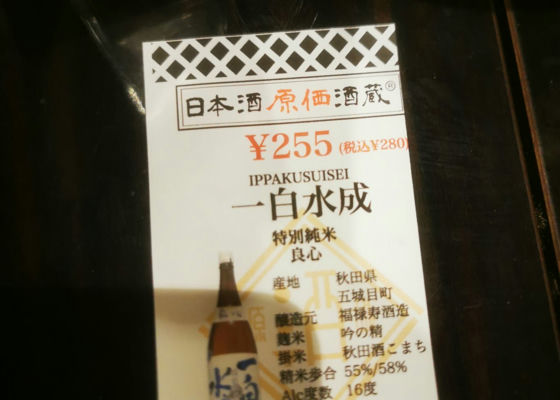 日本酒原価酒蔵®
¥255 (税込¥280)
IPPAKUSUISEI
一白水成
特別純米
良心
産地 秋田県
五城目町
醸造元 福禄寿酒造
麹米 吟の精
掛米 秋田酒こまち
精米歩合 55%/58%
Alc度数 16度